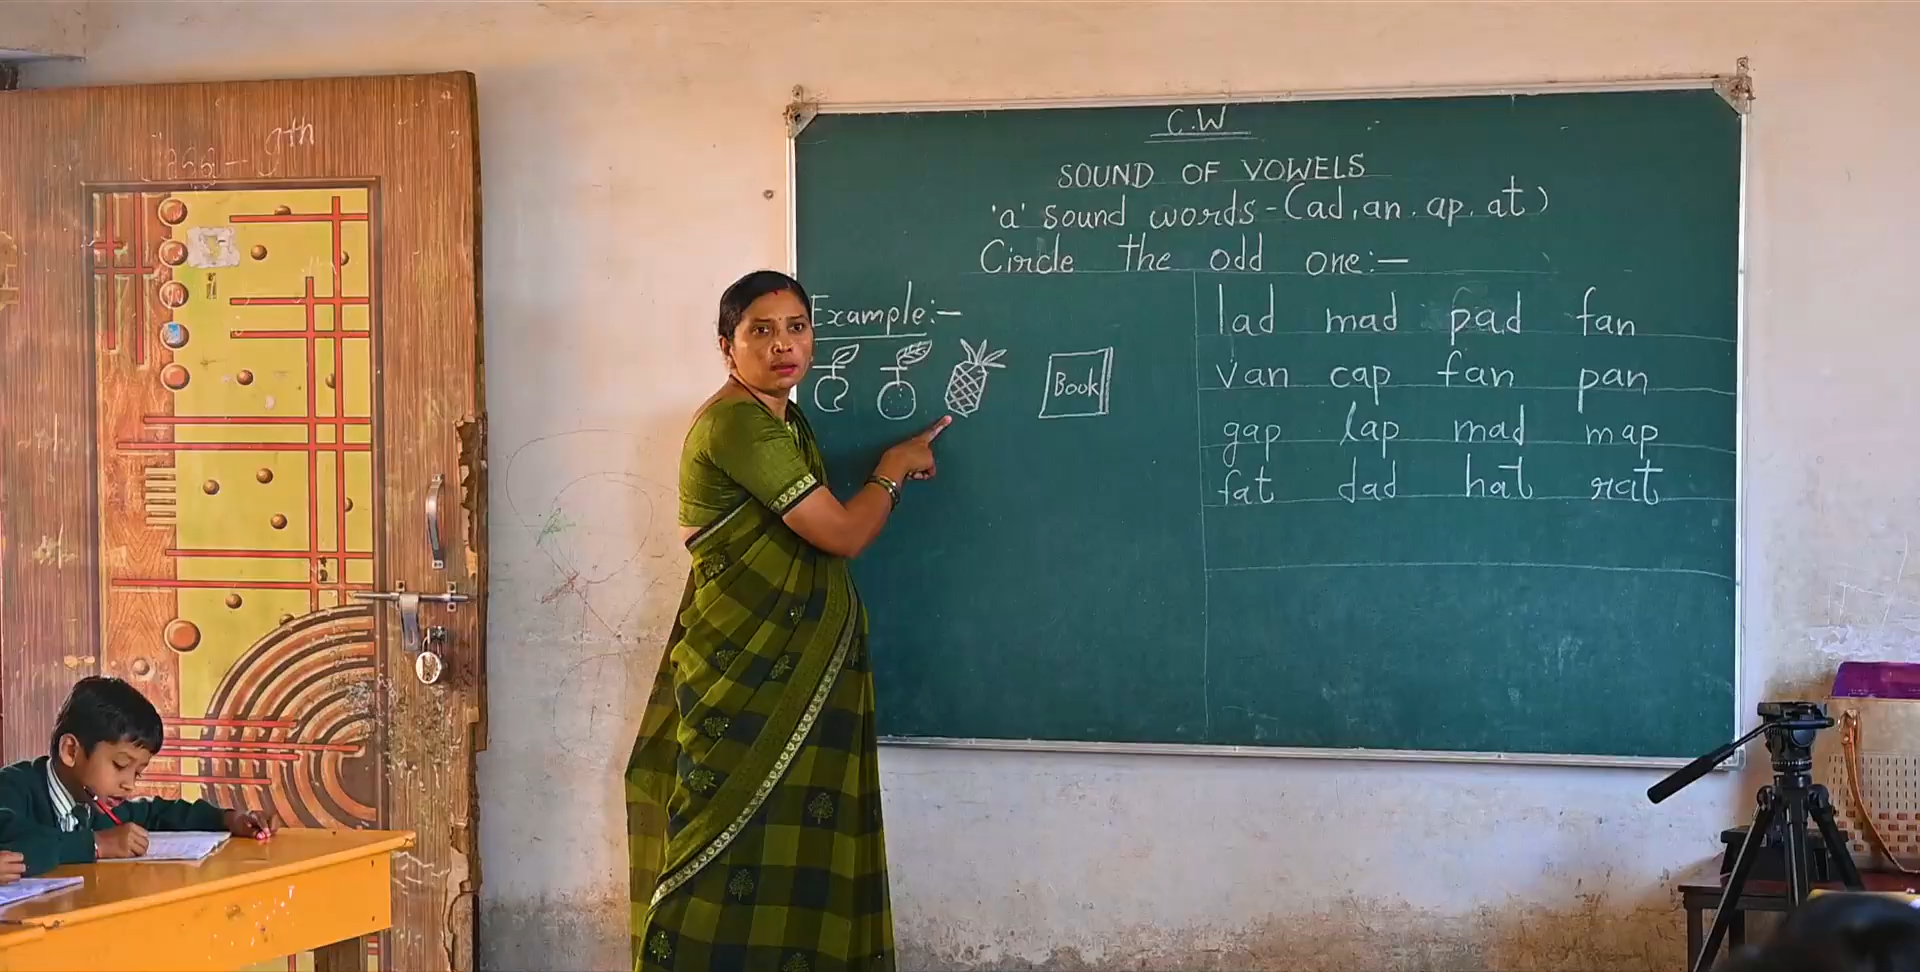 C.W
SOUND OF VOWELS
'a' sound words - (ad, an, ap, at)
Circle the odd one:-
Example:-
Book
lad mad pad fan
van cap fan pan
gap lap mad map
fat dad hat rat
9th